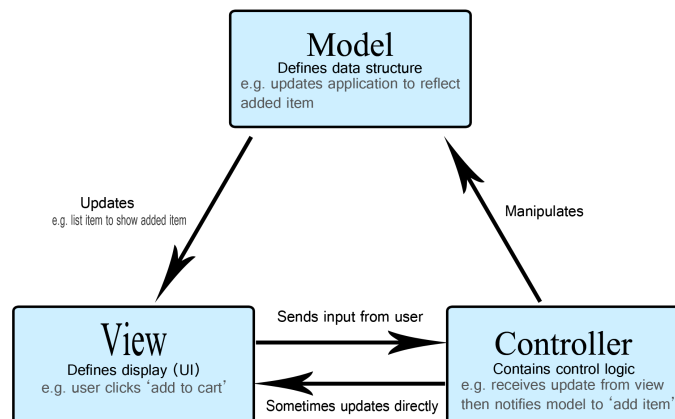 Model
Defines data structure
e.g. updates application to reflect
added item
Updates
e.g. list item to show added item
Manipulates
View
Defines display (UI)
e.g. user clicks ‘add to cart’
Sends input from user
Sometimes updates directly
Controller
Contains control logic
e.g. receives update from view
then notifies model to ‘add item’